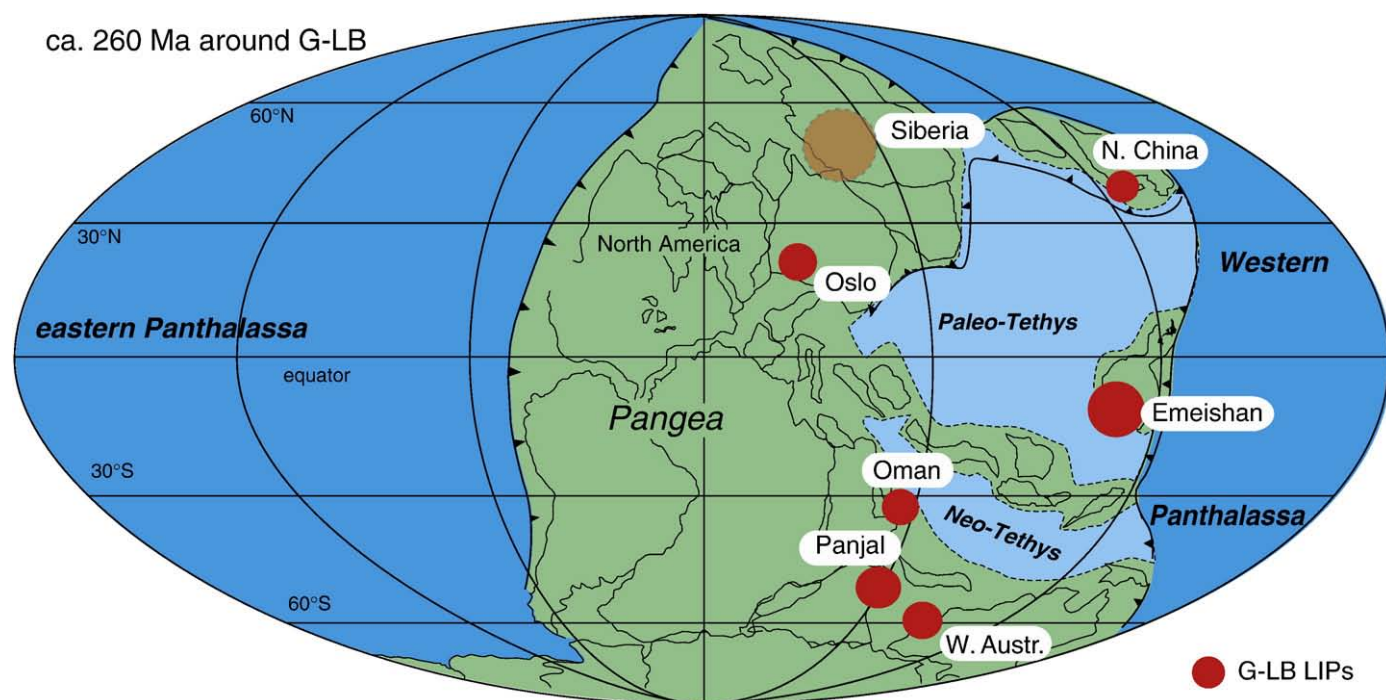 ca. 260 Ma around G-LB
60°N
Siberia
N. China
30°N
North America
Western
Oslo
eastern Panthalassa
Paleo-Tethys
equator
Pangea
Emeishan
30°S
Oman
Neo-Tethys
Panthalassa
Panjal
60°S
W. Austr.
G-LB LIPs